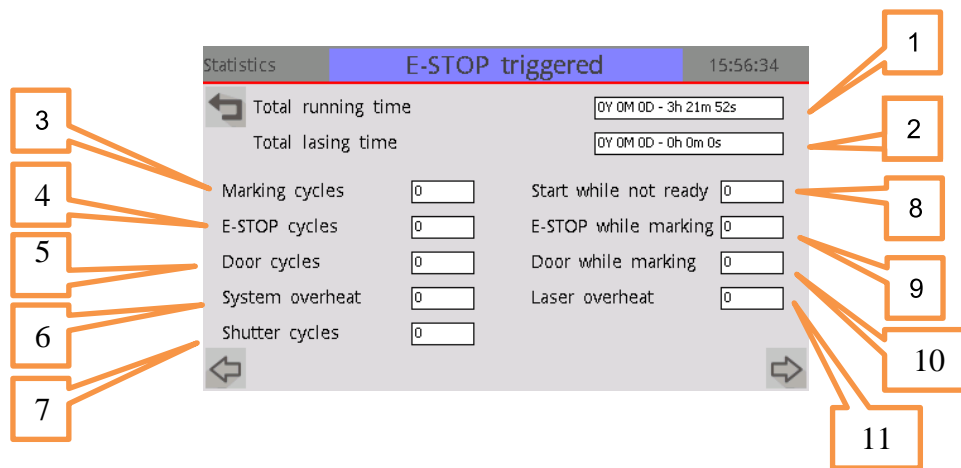 Statistics E-STOP triggered 15:56:34
1
Total running time 0Y 0M 0D - 3h 21m 52s
2
Total lasing time 0Y 0M 0D - 0h 0m 0s
3
Marking cycles 0 Start while not ready 0
4
8
E-STOP cycles 0 E-STOP while marking 0
5
Door cycles 0 Door while marking 0
9
System overheat 0 Laser overheat 0
6
Shutter cycles 0
10
7
11